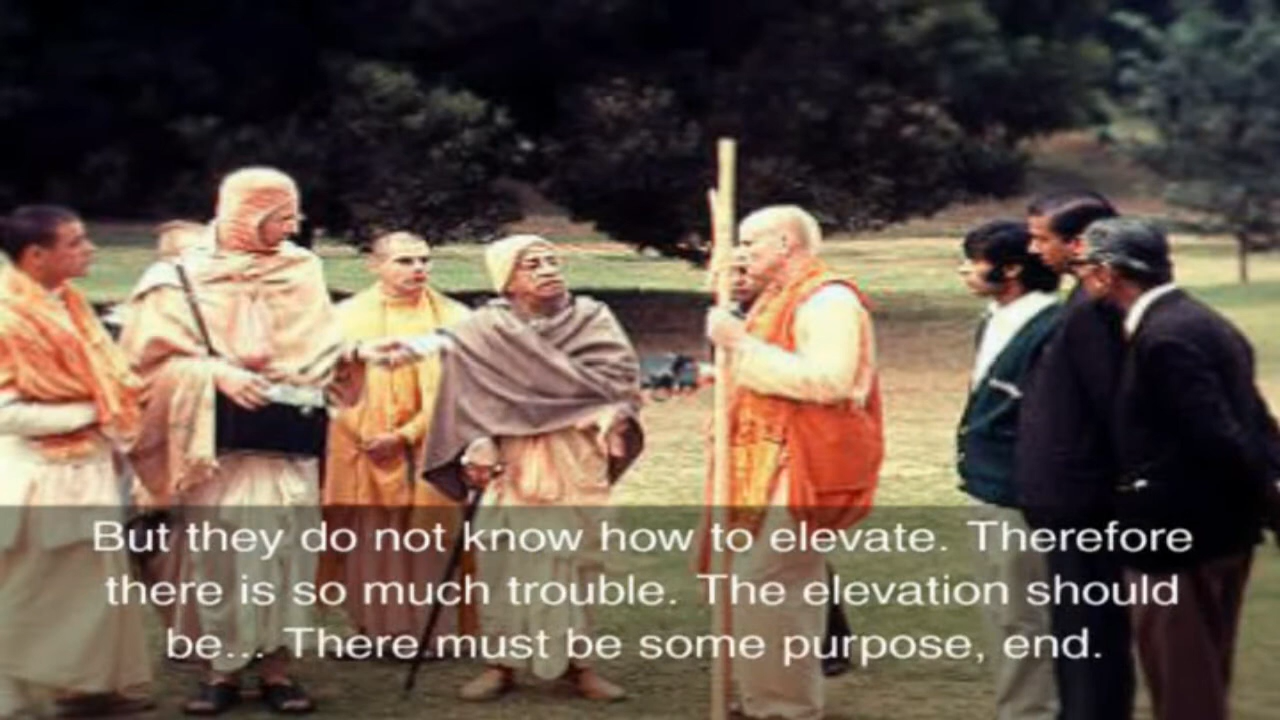 But they do not know how to elevate. Therefore
there is so much trouble. The elevation should
be... There must be some purpose, end.